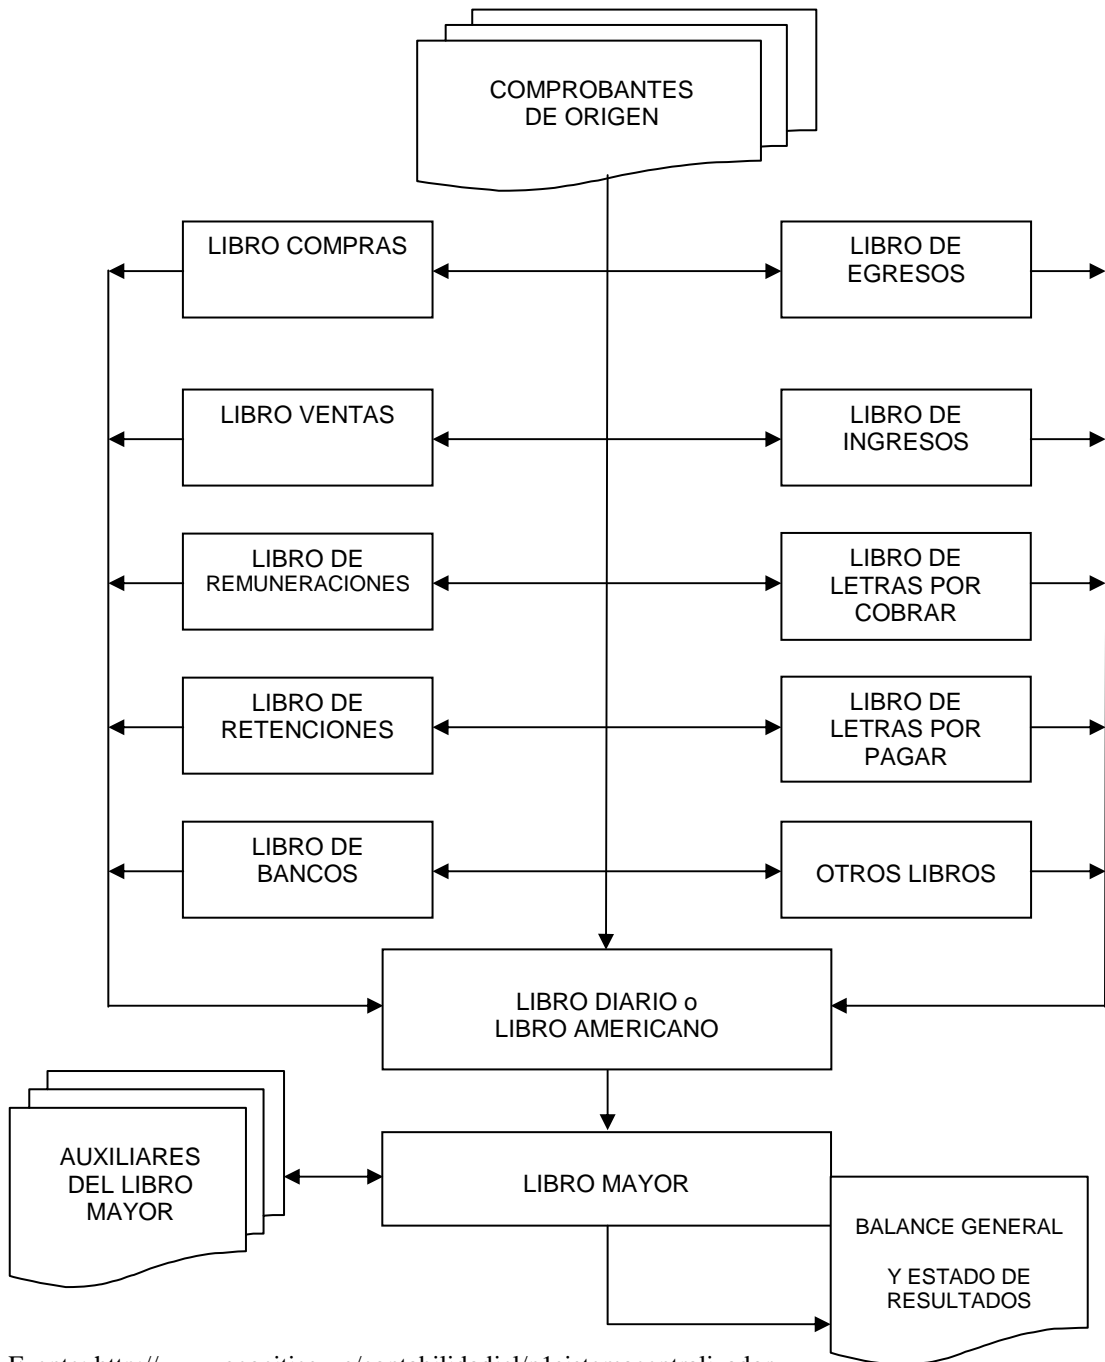 COMPROBANTES
DE ORIGEN
LIBRO COMPRAS
LIBRO DE
EGRESOS
LIBRO VENTAS
LIBRO DE
INGRESOS
LIBRO DE
REMUNERACIONES
LIBRO DE
LETRAS POR
COBRAR
LIBRO DE
RETENCIONES
LIBRO DE
LETRAS POR
PAGAR
LIBRO DE
BANCOS
OTROS LIBROS
LIBRO DIARIO o
LIBRO AMERICANO
AUXILIARES
DEL LIBRO
MAYOR
LIBRO MAYOR
BALANCE GENERAL
Y ESTADO DE
RESULTADOS